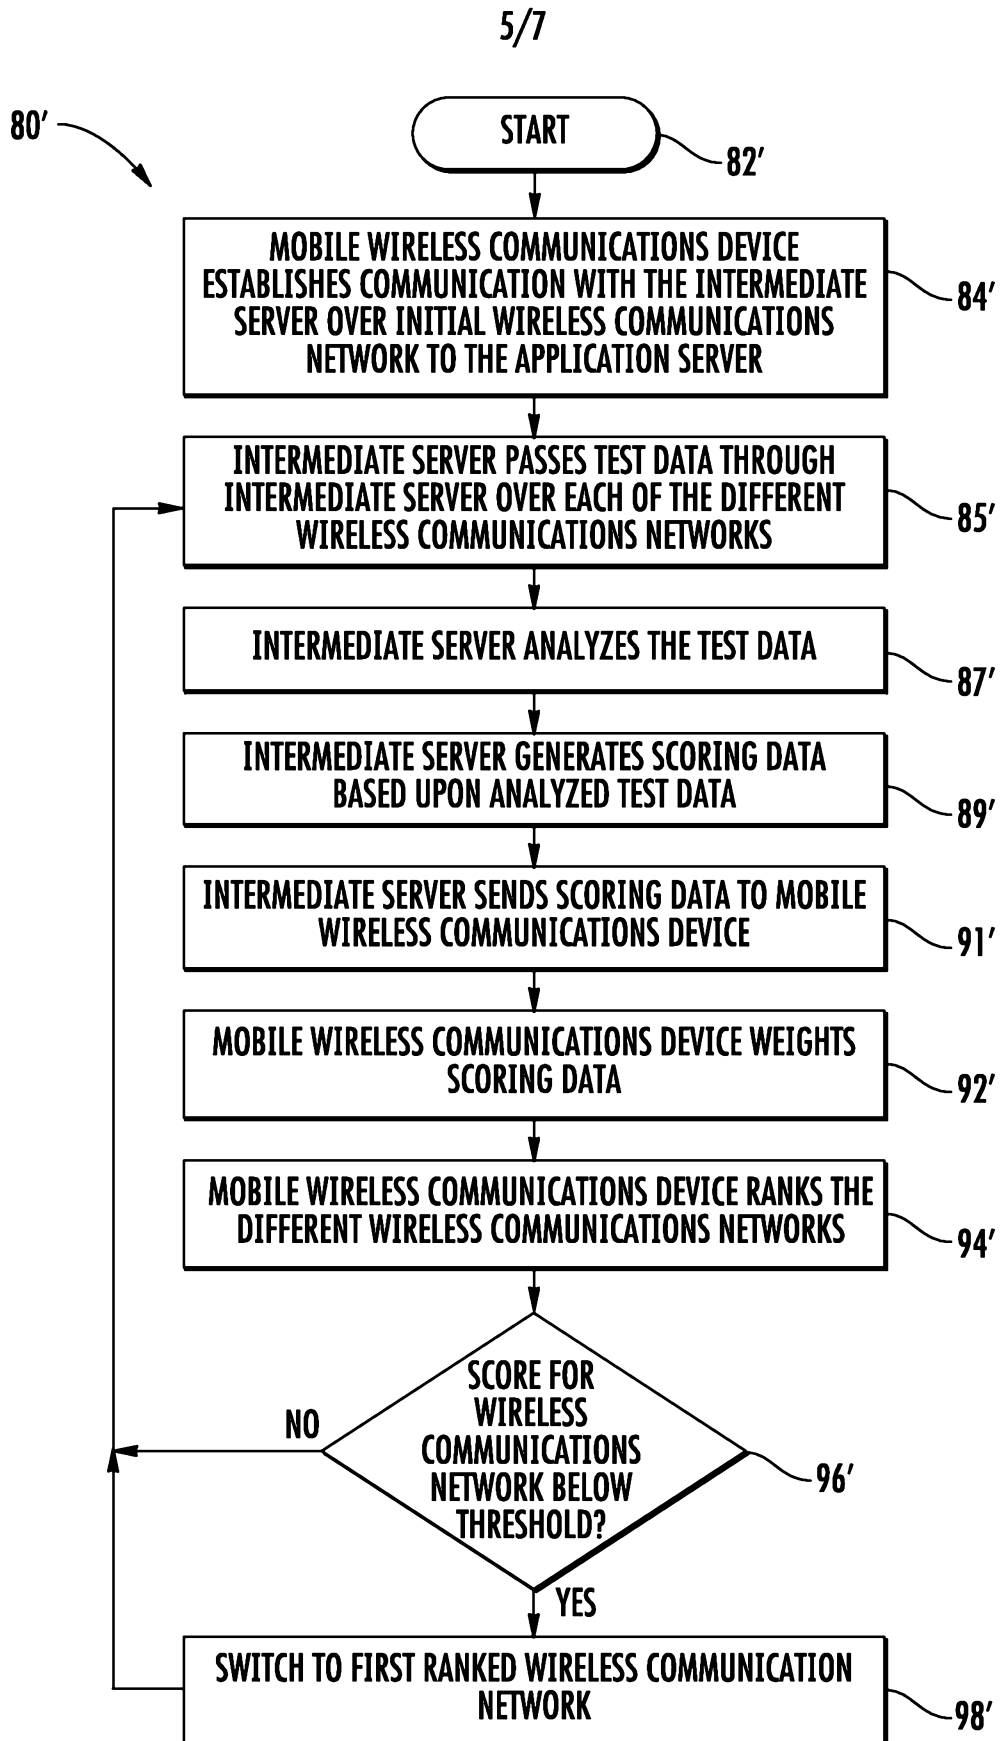 5/7
80'
START
82'
MOBILE WIRELESS COMMUNICATIONS DEVICE
ESTABLISHES COMMUNICATION WITH THE INTERMEDIATE
SERVER OVER INITIAL WIRELESS COMMUNICATIONS
NETWORK TO THE APPLICATION SERVER
84'
INTERMEDIATE SERVER PASSES TEST DATA THROUGH
INTERMEDIATE SERVER OVER EACH OF THE DIFFERENT
WIRELESS COMMUNICATIONS NETWORKS
85'
INTERMEDIATE SERVER ANALYZES THE TEST DATA
87'
INTERMEDIATE SERVER GENERATES SCORING DATA
BASED UPON ANALYZED TEST DATA
89'
INTERMEDIATE SERVER SENDS SCORING DATA TO MOBILE
WIRELESS COMMUNICATIONS DEVICE
91'
MOBILE WIRELESS COMMUNICATIONS DEVICE WEIGHTS
SCORING DATA
92'
MOBILE WIRELESS COMMUNICATIONS DEVICE RANKS THE
DIFFERENT WIRELESS COMMUNICATIONS NETWORKS
94'
SCORE FOR
WIRELESS
COMMUNICATIONS
NETWORK BELOW
THRESHOLD?
NO
96'
YES
SWITCH TO FIRST RANKED WIRELESS COMMUNICATION
NETWORK
98'